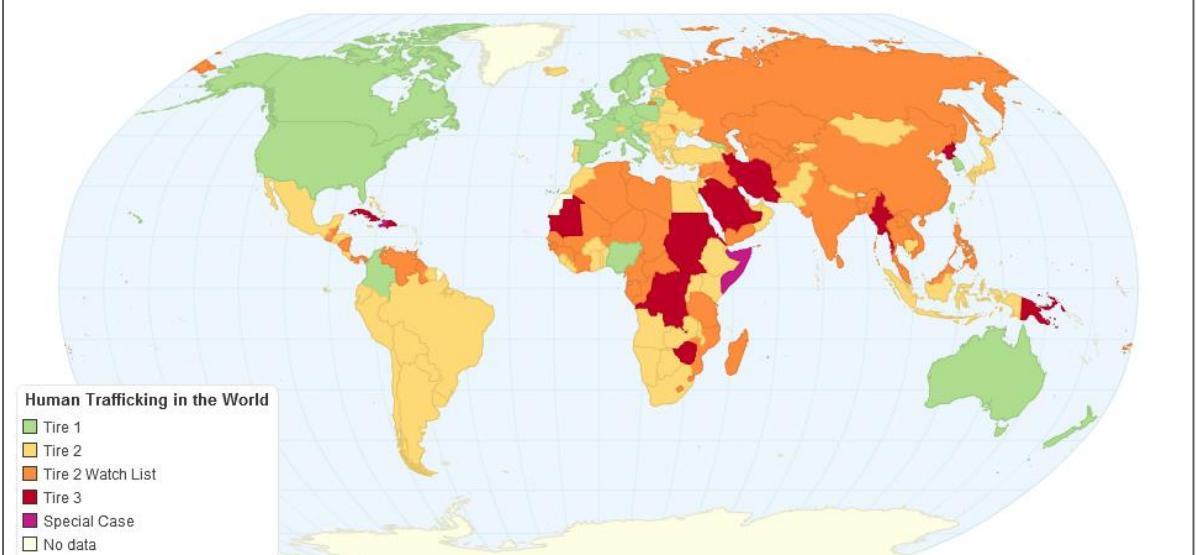 Human Trafficking in the World
Tire 1
Tire 2
Tire 2 Watch List
Tire 3
Special Case
No data